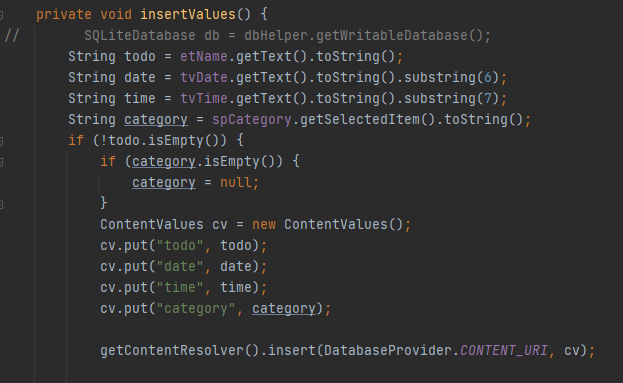 private void insertValues() {
//        SQLiteDatabase db = dbHelper.getWritableDatabase();
    String todo = etName.getText().toString();
    String date = tvDate.getText().toString().substring(6);
    String time = tvTime.getText().toString().substring(7);
    String category = spCategory.getSelectedItem().toString();
    if (!todo.isEmpty()) {
        if (category.isEmpty()) {
            category = null;
        }
        ContentValues cv = new ContentValues();
        cv.put("todo", todo);
        cv.put("date", date);
        cv.put("time", time);
        cv.put("category", category);

        getContentResolver().insert(DatabaseProvider.CONTENT_URI, cv);